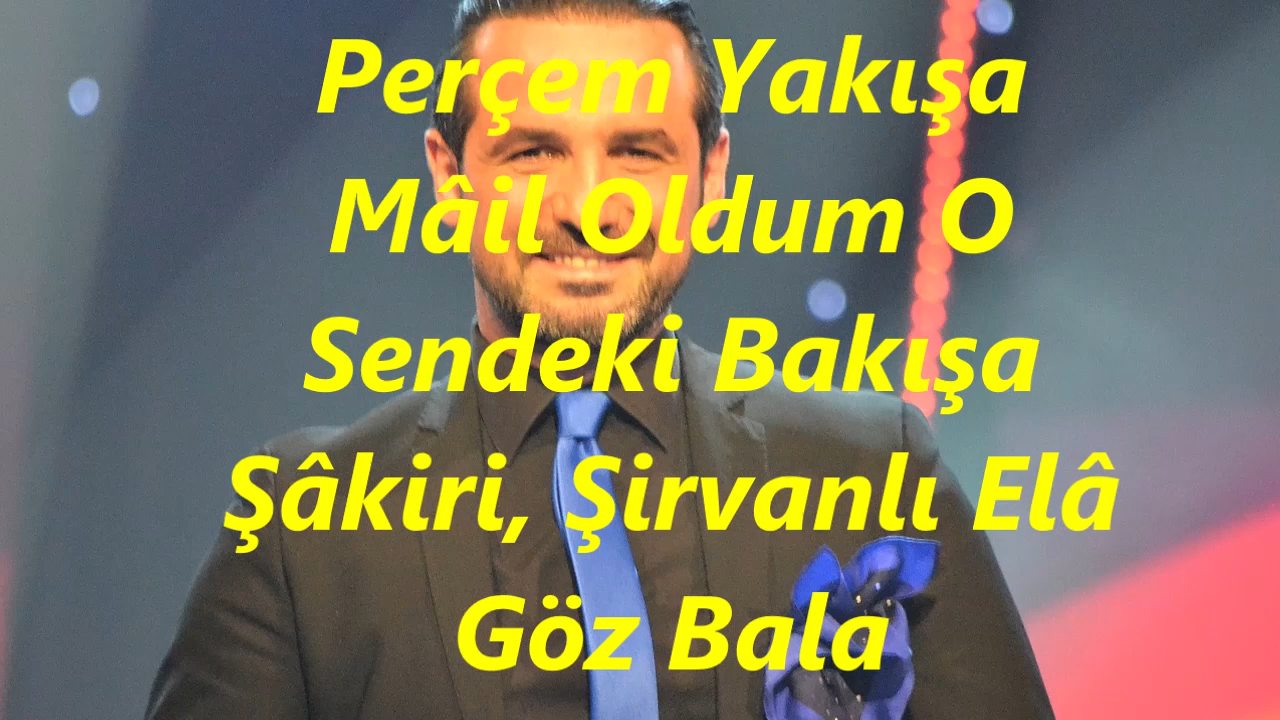 Perçem Yakışa
Mâil Oldum O
Sendeki Bakışa
Şâkiri, Şirvanlı Elâ
Göz Bala